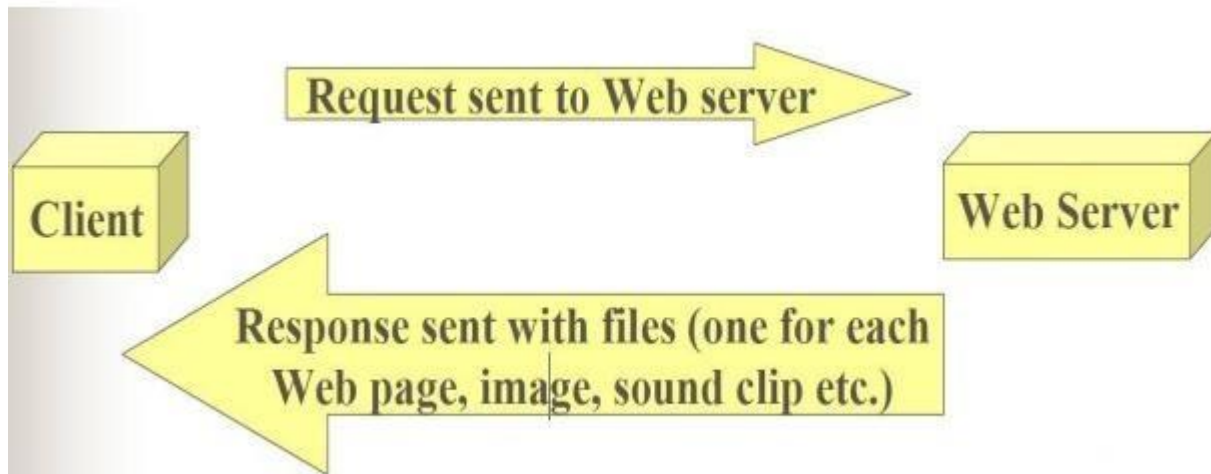 Request sent to Web server
Client
Web Server
Response sent with files (one for each
Web page, image, sound clip etc.)